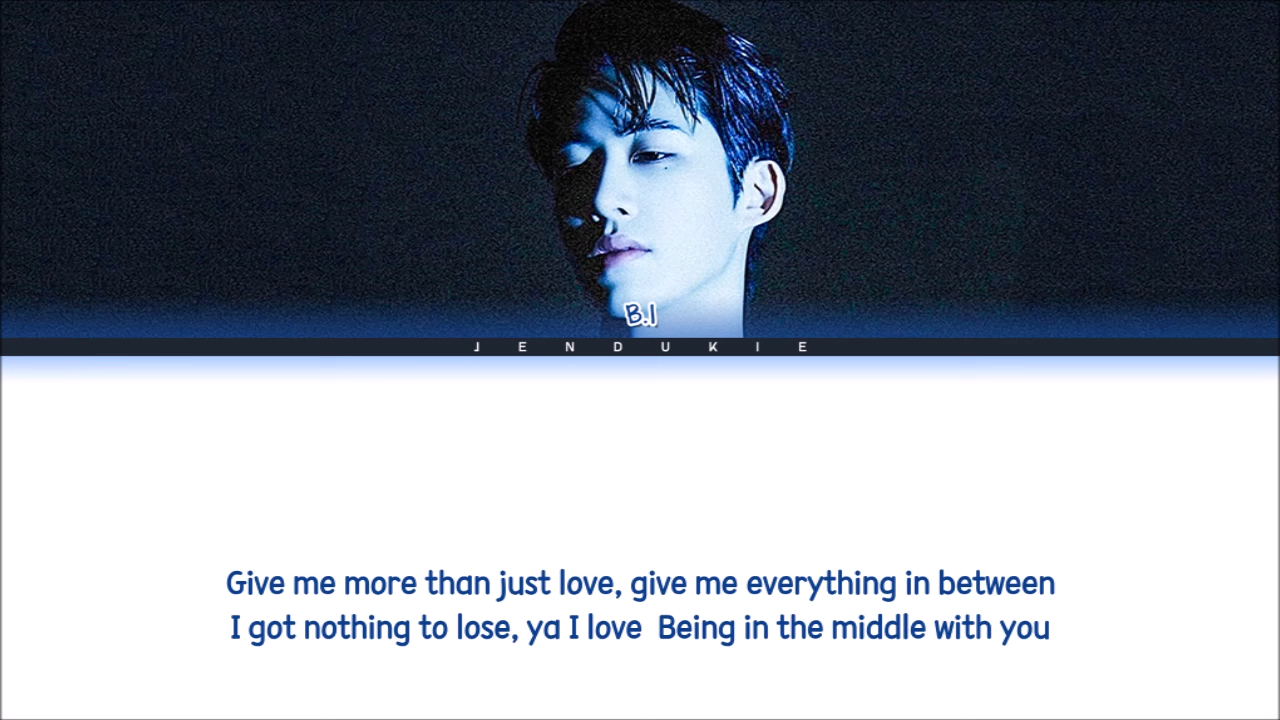 B.I
JENDUKIE
Give me more than just love, give me everything in between
I got nothing to lose, ya I love  Being in the middle with you